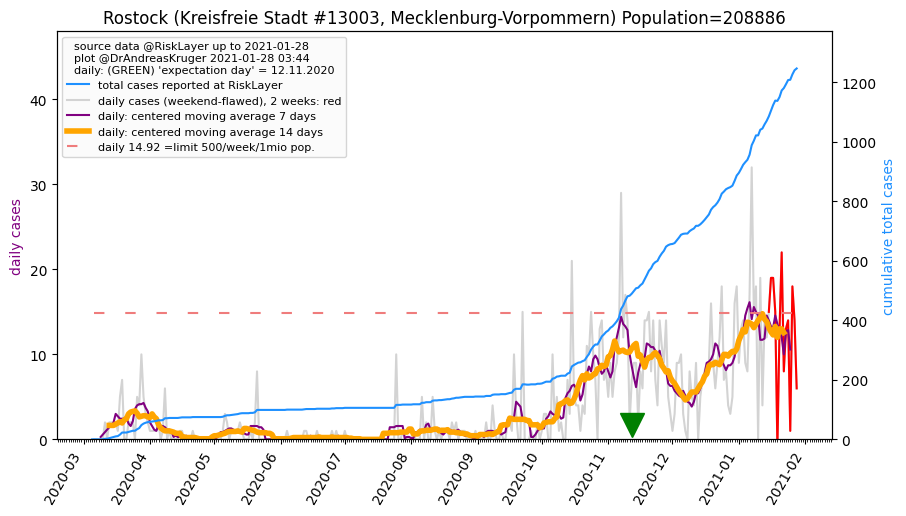 Rostock (Kreisfreie Stadt #13003, Mecklenburg-Vorpommern) Population=208886
source data @RiskLayer up to 2021-01-28
plot @DrAndreasKruger 2021-01-28 03:44
daily: (GREEN) 'expectation day' = 12.11.2020
total cases reported at RiskLayer
daily cases (weekend-flawed), 2 weeks: red
daily: centered moving average 7 days
daily: centered moving average 14 days
daily 14.92 =limit 500/week/1mio pop.
daily cases
40
30
20
10
0
cumulative total cases
1200
1000
800
600
400
200
0
2020-03
2020-04
2020-05
2020-06
2020-07
2020-08
2020-09
2020-10
2020-11
2020-12
2021-01
2021-02